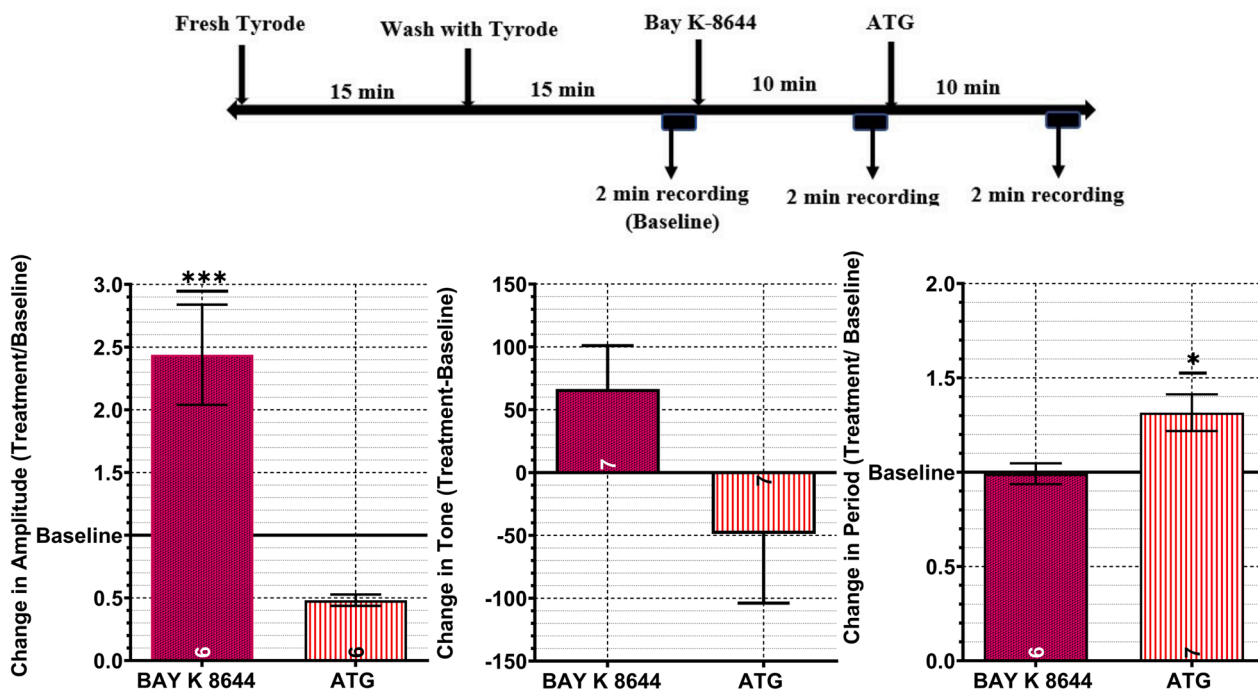 Fresh Tyrode
Wash with Tyrode
Bay K-8644
ATG
15 min
15 min
10 min
10 min
2 min recording
(Baseline)
2 min recording
2 min recording
Change in Amplitude (Treatment/Baseline)
3.0
2.5
2.0
1.5
Baseline
0.5
0.0
***
6
6
BAY K 8644
ATG
Change in Tone (Treatment-Baseline)
150
100
50
0
-50
-100
-150
7
7
BAY K 8644
ATG
Change in Period (Treatment/ Baseline)
2.0
1.5
Baseline
0.5
0.0
*
6
7
BAY K 8644
ATG